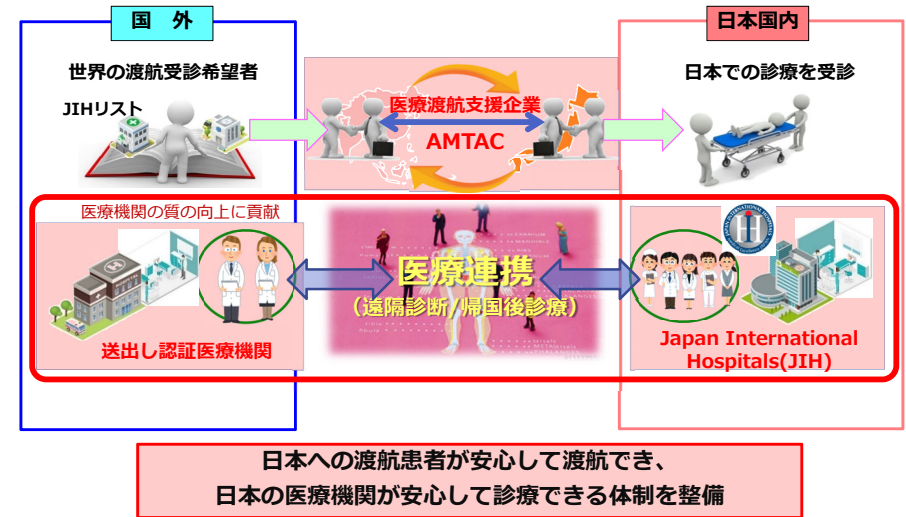 国 外
日本国内
世界の渡航受診希望者
JIHリスト
医療渡航支援企業
AMTAC
日本での診療を受診
医療機関の質の向上に貢献
送出し認証医療機関
医療連携
（遠隔診断/帰国後診療）
Japan International
Hospitals(JIH)
日本への渡航患者が安心して渡航でき、
日本の医療機関が安心して診療できる体制を整備